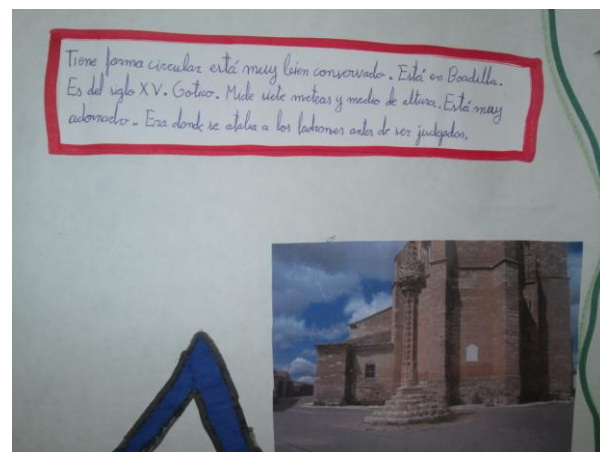 Tiene forma circular está muy bien conservado. Está en Boadilla.
Es del siglo XV. Gotico. Mide siete metros y medio de altura. Está muy
adornado. Era donde se ataba a los ladrones antes de ser juzgados.